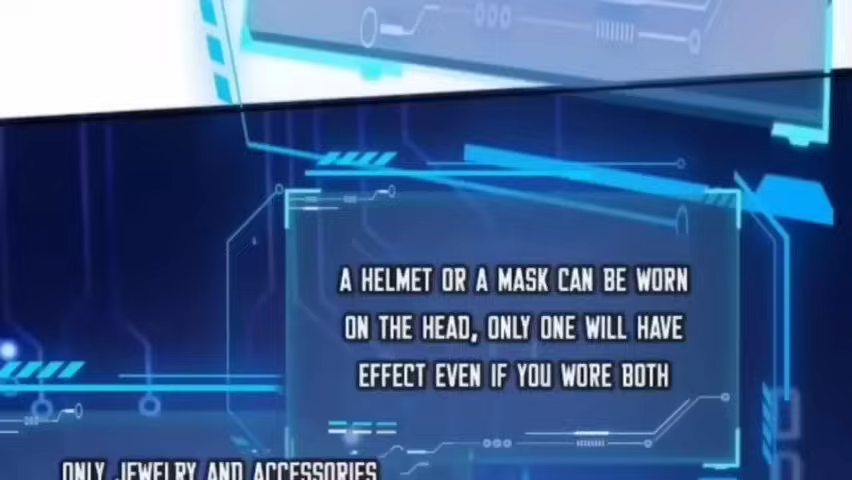 A HELMET OR A MASK CAN BE WORN
ON THE HEAD, ONLY ONE WILL HAVE
EFFECT EVEN IF YOU WORE BOTH
ONLY JEWELRY AND ACCESSORIES